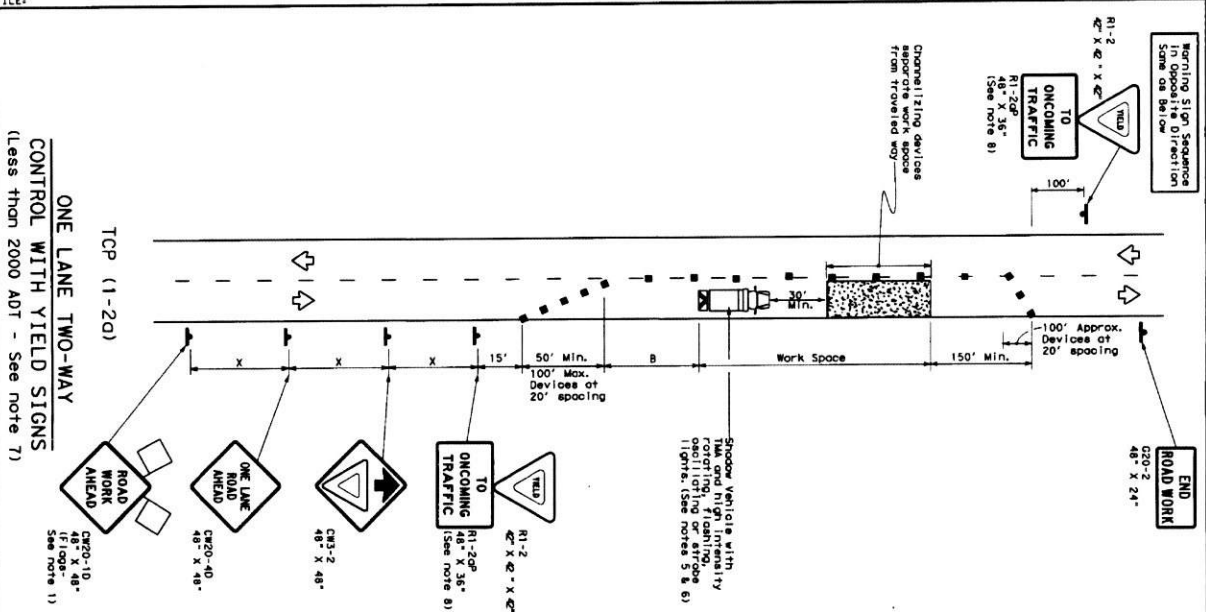 ILE:
Warning Sign Sequence
in Opposite Direction
Same as Below
R1-2
42" X 42" X 42"
YIELD
TO
ONCOMING
TRAFFIC
R1-2aP
48" X 36"
(See note 8)
100'
Channelizing devices
separate work space
from traveled way
END
ROAD WORK
G20-2
48" X 24"
100' Approx.
Devices at
20' spacing
150' Min.
Work Space
30'
Min.
B
50' Min.
100' Max.
Devices at
20' spacing
15'
X
X
X
Shadow Vehicle with
TMA and high intensity
rotating, flashing,
oscillating or strobe
lights. (See notes 5 & 6)
YIELD
R1-2
42" X 42" X 42"
TO
ONCOMING
TRAFFIC
R1-2aP
48" X 36"
(See note 8)
CW3-2
48" X 48"
ONE LANE
ROAD
AHEAD
CW20-4D
48" X 48"
ROAD
WORK
AHEAD
CW20-1D
48" X 48"
(Flags-
See note 1)
TCP (1-2a)
ONE LANE TWO-WAY
CONTROL WITH YIELD SIGNS
(Less than 2000 ADT - See note 7)